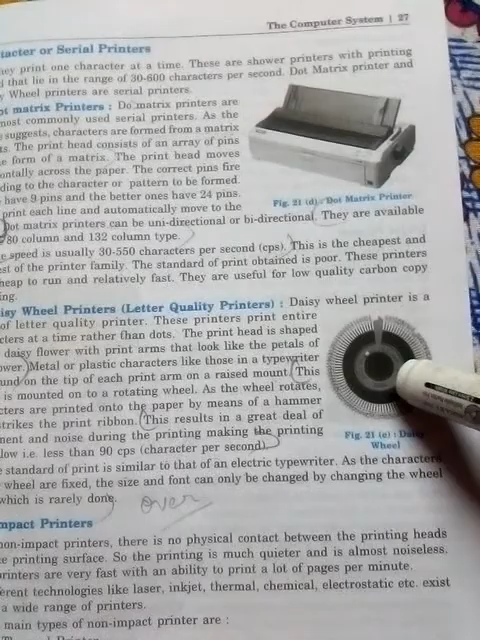 The Computer System | 27
tacter or Serial Printers
ey print one character at a time. These are shower printers with printing
that lie in the range of 30-600 characters per second. Dot Matrix printer and
y Wheel printers are serial printers.
ot matrix Printers : Do matrix printers are
most commonly used serial printers. As the
e suggests, characters are formed from a matrix
ts. The print head consists of an array of pins
e form of a matrix. The print head moves
ontally across the paper. The correct pins fire
ding to the character or pattern to be formed.
have 9 pins and the better ones have 24 pins.
print each line and automatically move to the
Fig. 21 (d) : Dot Matrix Printer
Dot matrix printers can be uni-directional or bi-directional. They are available
80 column and 132 column type.
e speed is usually 30-550 characters per second (cps). This is the cheapest and
est of the printer family. The standard of print obtained is poor. These printers
heap to run and relatively fast. They are useful for low quality carbon copy
ing.
isy Wheel Printers (Letter Quality Printers) : Daisy wheel printer is a
of letter quality printer. These printers print entire
cters at a time rather than dots. The print head is shaped
daisy flower with print arms that look like the petals of
ower. Metal or plastic characters like those in a typewriter
und on the tip of each print arm on a raised mount. This
is mounted on to a rotating wheel. As the wheel rotates,
cters are printed onto the paper by means of a hammer
strikes the print ribbon. This results in a great deal of
ment and noise during the printing making the printing
low i.e. less than 90 cps (character per second)
Fig. 21 (e) : Daisy
Wheel
e standard of print is similar to that of an electric typewriter. As the characters
wheel are fixed, the size and font can only be changed by changing the wheel
which is rarely done.
over
mpact Printers
non-impact printers, there is no physical contact between the printing heads
e printing surface. So the printing is much quieter and is almost noiseless.
printers are very fast with an ability to print a lot of pages per minute.
ferent technologies like laser, inkjet, thermal, chemical, electrostatic etc. exist
a wide range of printers.
main types of non-impact printer are :